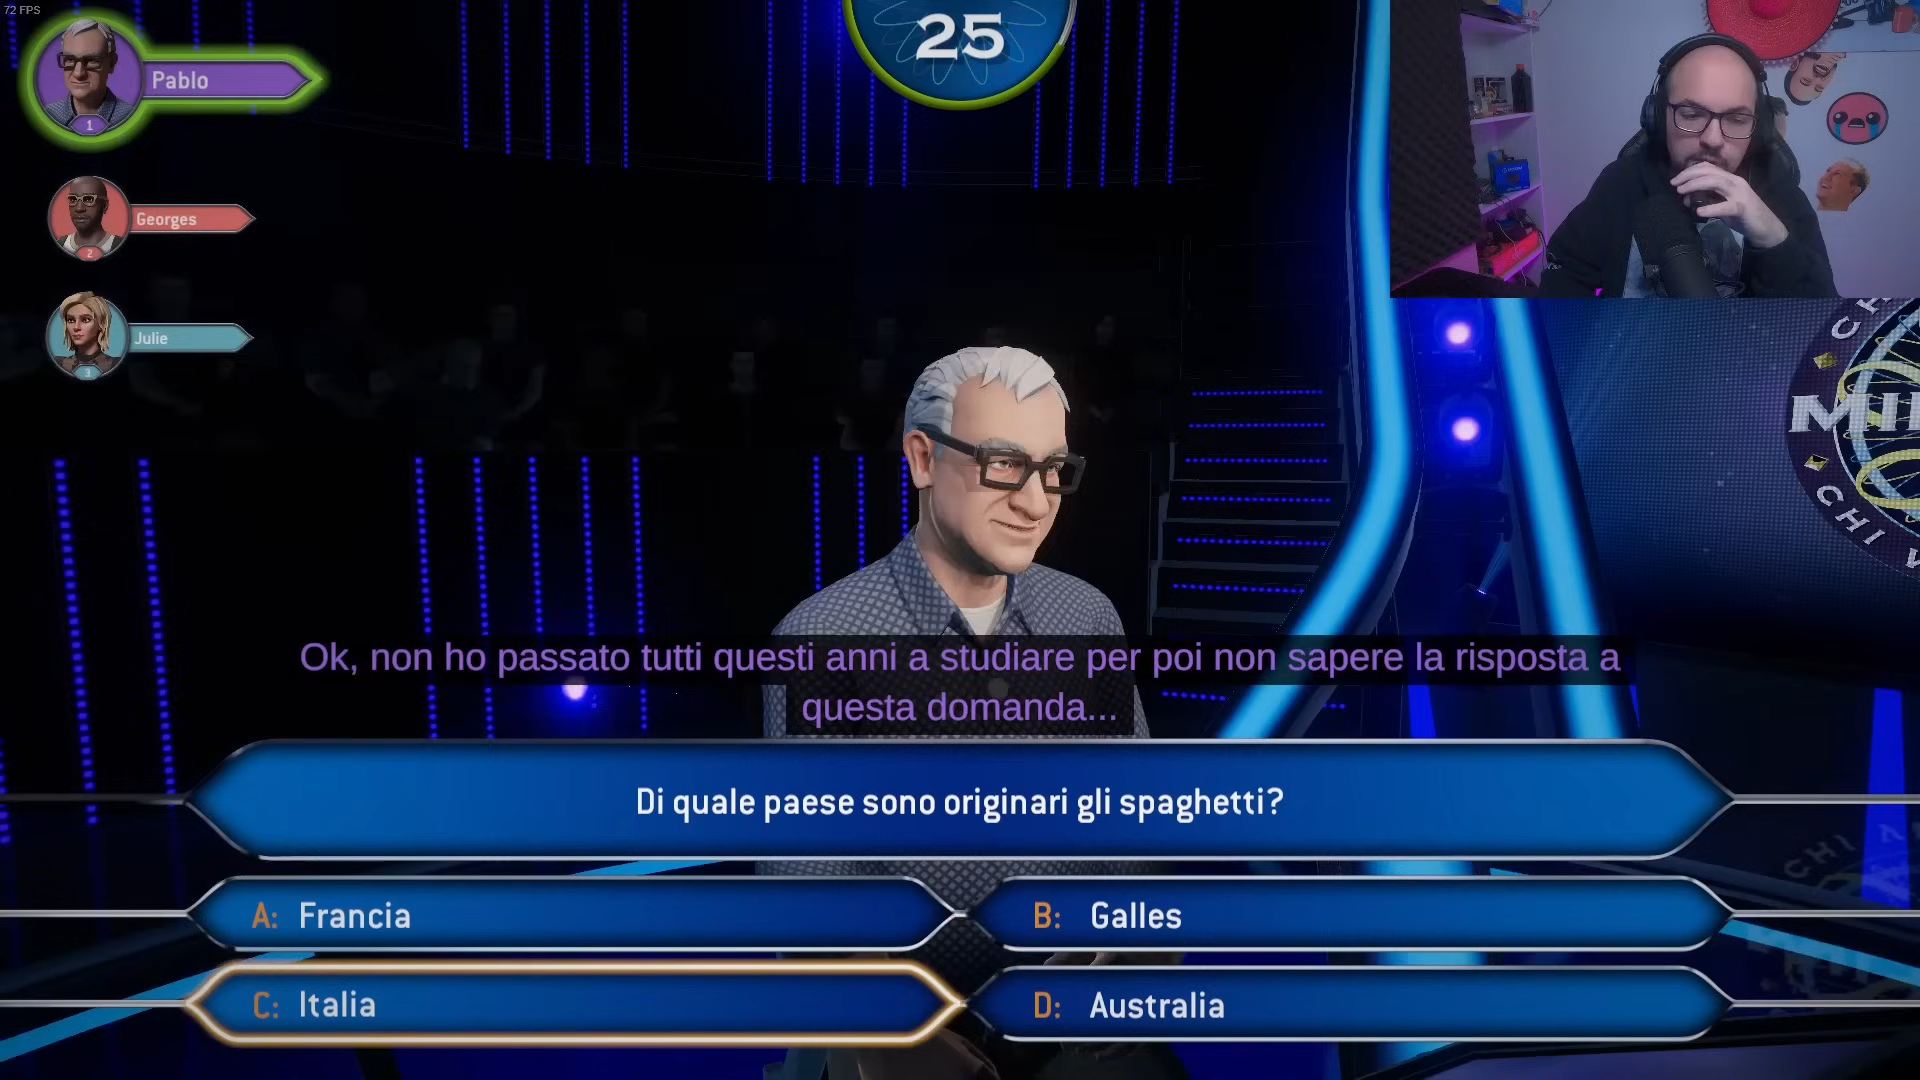 72 FPS
25
Pablo
1
Georges
2
Julie
3
Ok, non ho passato tutti questi anni a studiare per poi non sapere la risposta a
questa domanda...
Di quale paese sono originari gli spaghetti?
A: Francia
B: Galles
C: Italia
D: Australia
CHI V